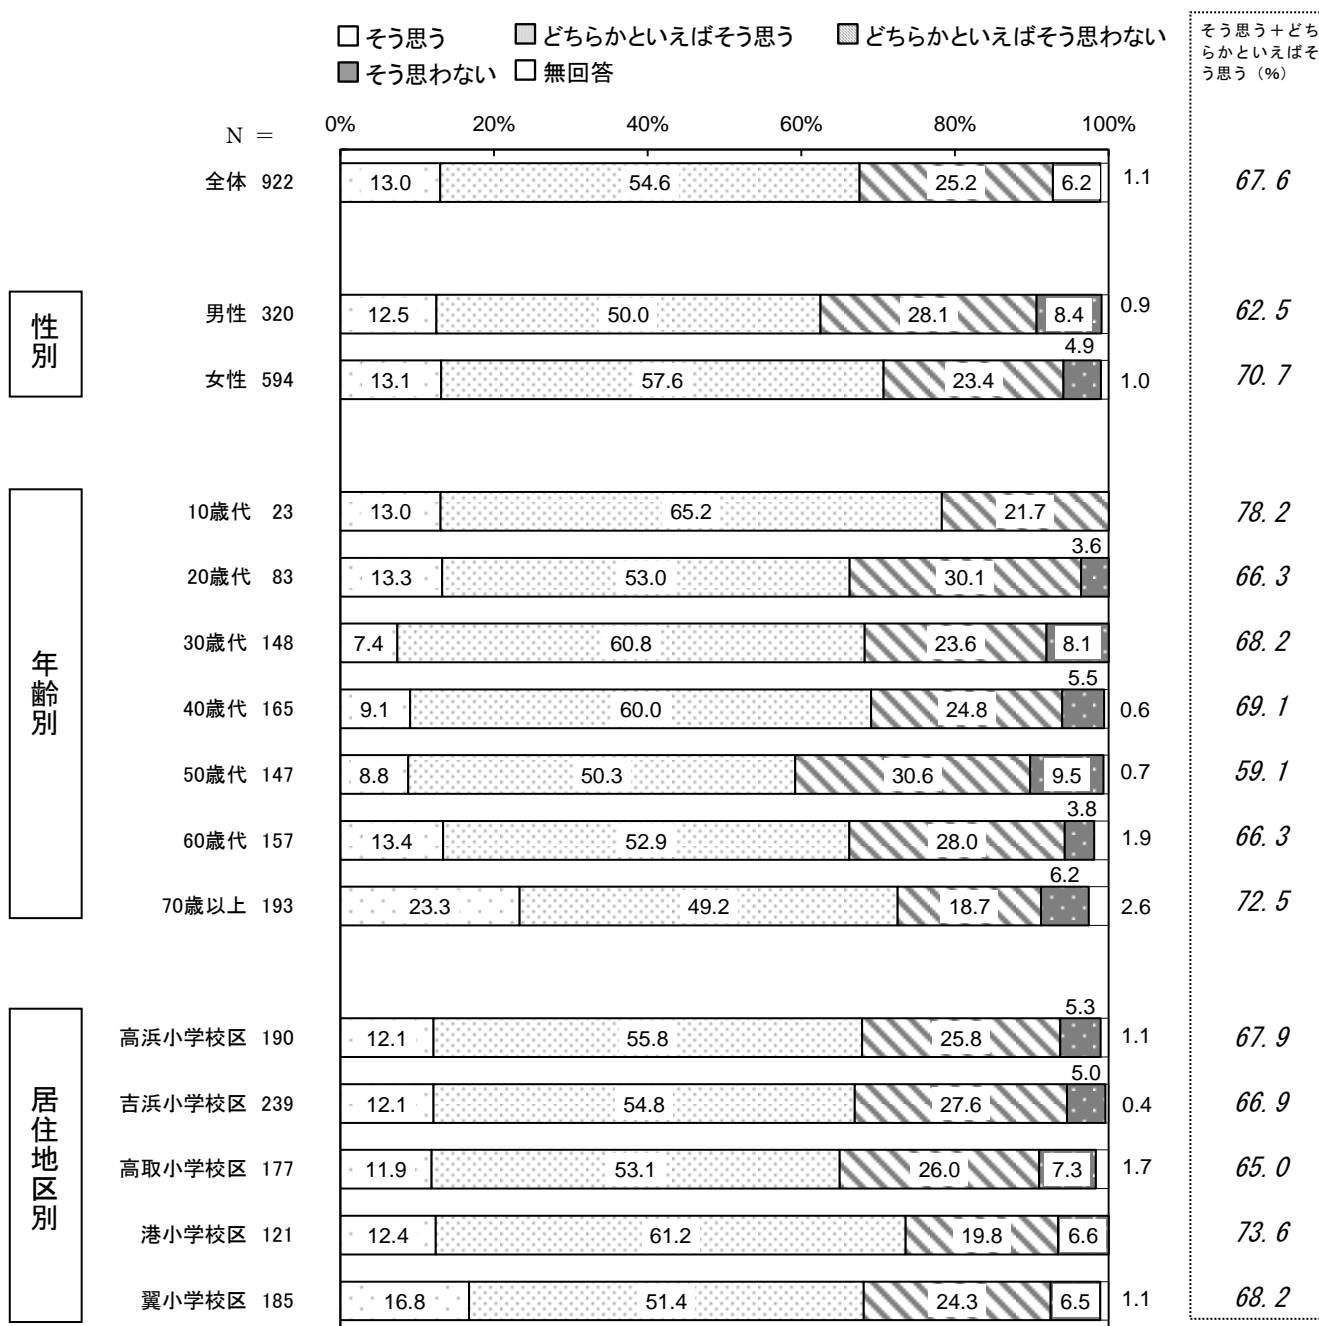 そう思う どちらかといえばそう思う どちらかといえばそう思わない
そう思わない 無回答
そう思う＋どち
らかといえばそ
う思う（%）
N = 0% 20% 40% 60% 80% 100%
全体 922 13.0 54.6 25.2 6.2 1.1 67.6
性別
男性 320 12.5 50.0 28.1 8.4 0.9 62.5
女性 594 13.1 57.6 23.4 4.9 1.0 70.7
年齢別
10歳代 23 13.0 65.2 21.7 78.2
20歳代 83 13.3 53.0 30.1 3.6 66.3
30歳代 148 7.4 60.8 23.6 8.1 68.2
40歳代 165 9.1 60.0 24.8 5.5 0.6 69.1
50歳代 147 8.8 50.3 30.6 9.5 0.7 59.1
60歳代 157 13.4 52.9 28.0 3.8 1.9 66.3
70歳以上 193 23.3 49.2 18.7 6.2 2.6 72.5
居住地区別
高浜小学校区 190 12.1 55.8 25.8 5.3 1.1 67.9
吉浜小学校区 239 12.1 54.8 27.6 5.0 0.4 66.9
高取小学校区 177 11.9 53.1 26.0 7.3 1.7 65.0
港小学校区 121 12.4 61.2 19.8 6.6 73.6
翼小学校区 185 16.8 51.4 24.3 6.5 1.1 68.2